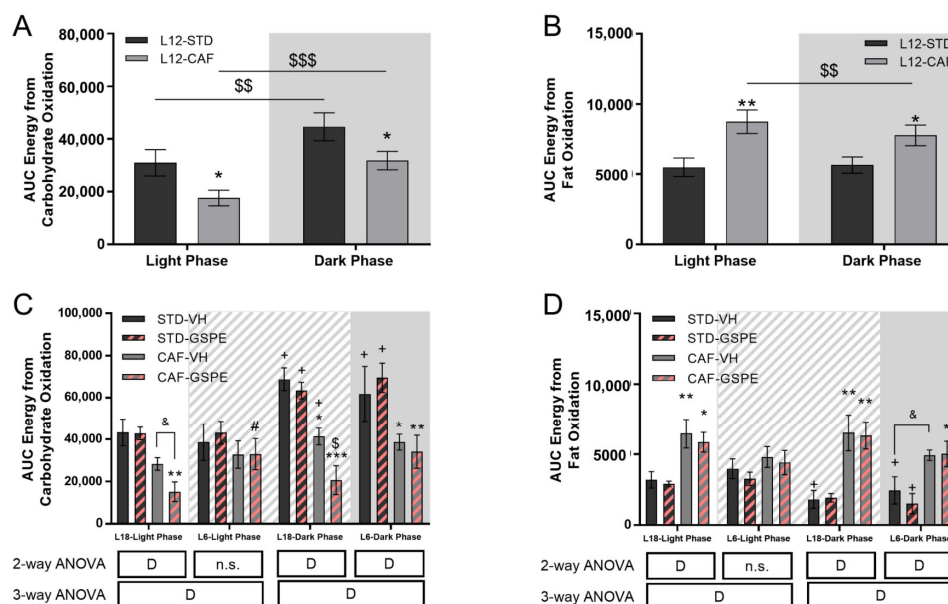 A
AUC Energy from
Carbohydrate Oxidation
80,000
60,000
40,000
20,000
0
L12-STD
L12-CAF
$$
$$$
*
*
Light Phase
Dark Phase
B
AUC Energy from
Fat Oxidation
15,000
10,000
5000
0
L12-STD
L12-CAF
$$
**
*
Light Phase
Dark Phase
C
AUC Energy from
Carbohydrate Oxidation
100,000
80,000
60,000
40,000
20,000
0
STD-VH
STD-GSPE
CAF-VH
CAF-GSPE
&
**
#
+
+
+
*
$
***
+
+
*
**
L18-Light Phase
L6-Light Phase
L18-Dark Phase
L6-Dark Phase
2-way ANOVA
D
n.s.
D
D
3-way ANOVA
D
D
D
AUC Energy from
Fat Oxidation
15,000
10,000
5000
0
STD-VH
STD-GSPE
CAF-VH
CAF-GSPE
**
*
+
**
**
&
+
+
*
L18-Light Phase
L6-Light Phase
L18-Dark Phase
L6-Dark Phase
2-way ANOVA
D
n.s.
D
D
3-way ANOVA
D
D